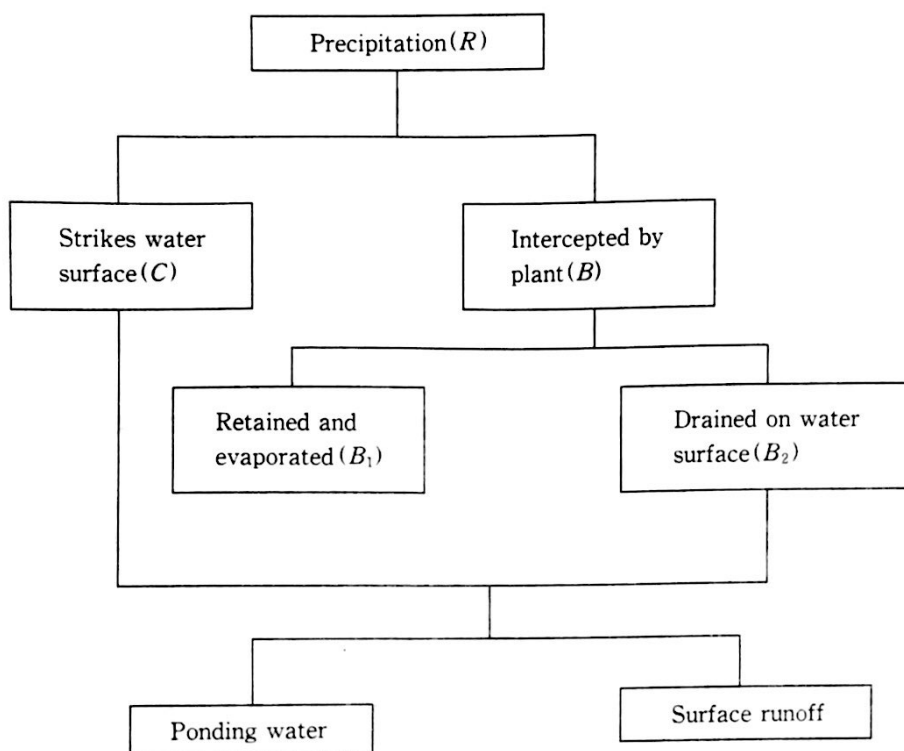 Precipitation(R)
Strikes water
surface(C)
Intercepted by
plant(B)
Retained and
evaporated(B₁)
Drained on water
surface(B₂)
Ponding water
Surface runoff